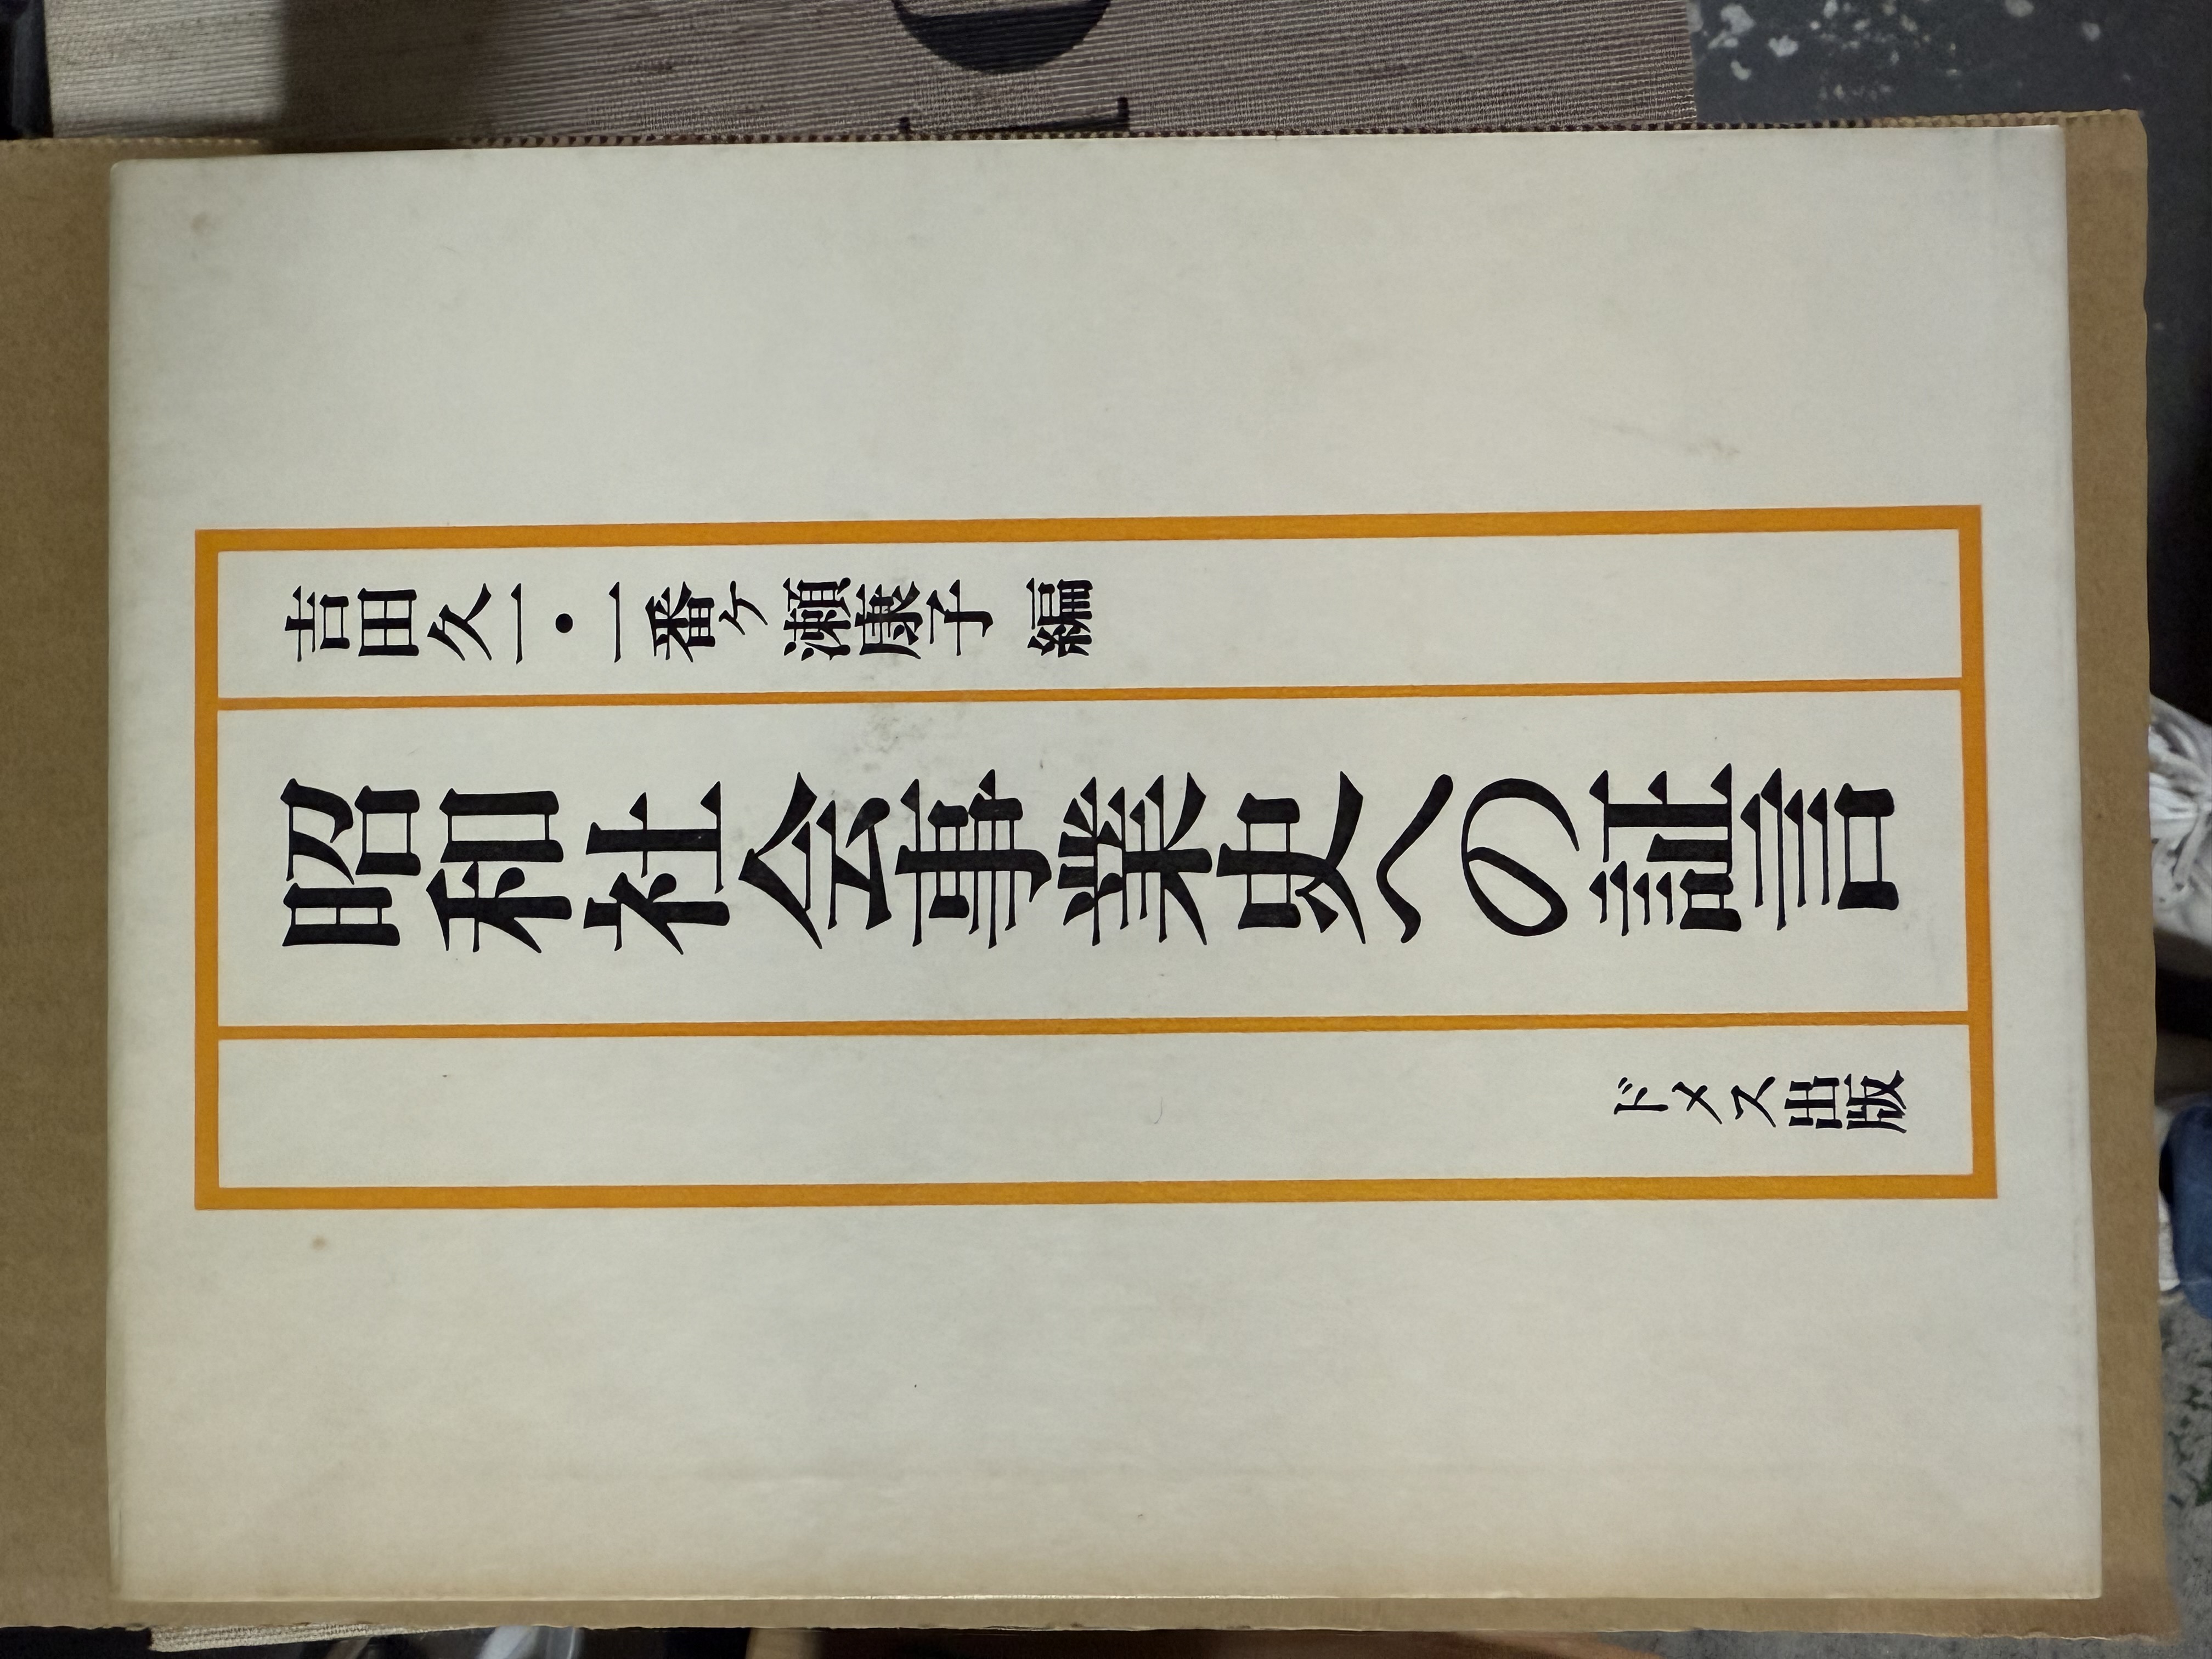 吉田久一・一番ケ瀬康子 編
昭和社会事業史への証言
ドメス出版